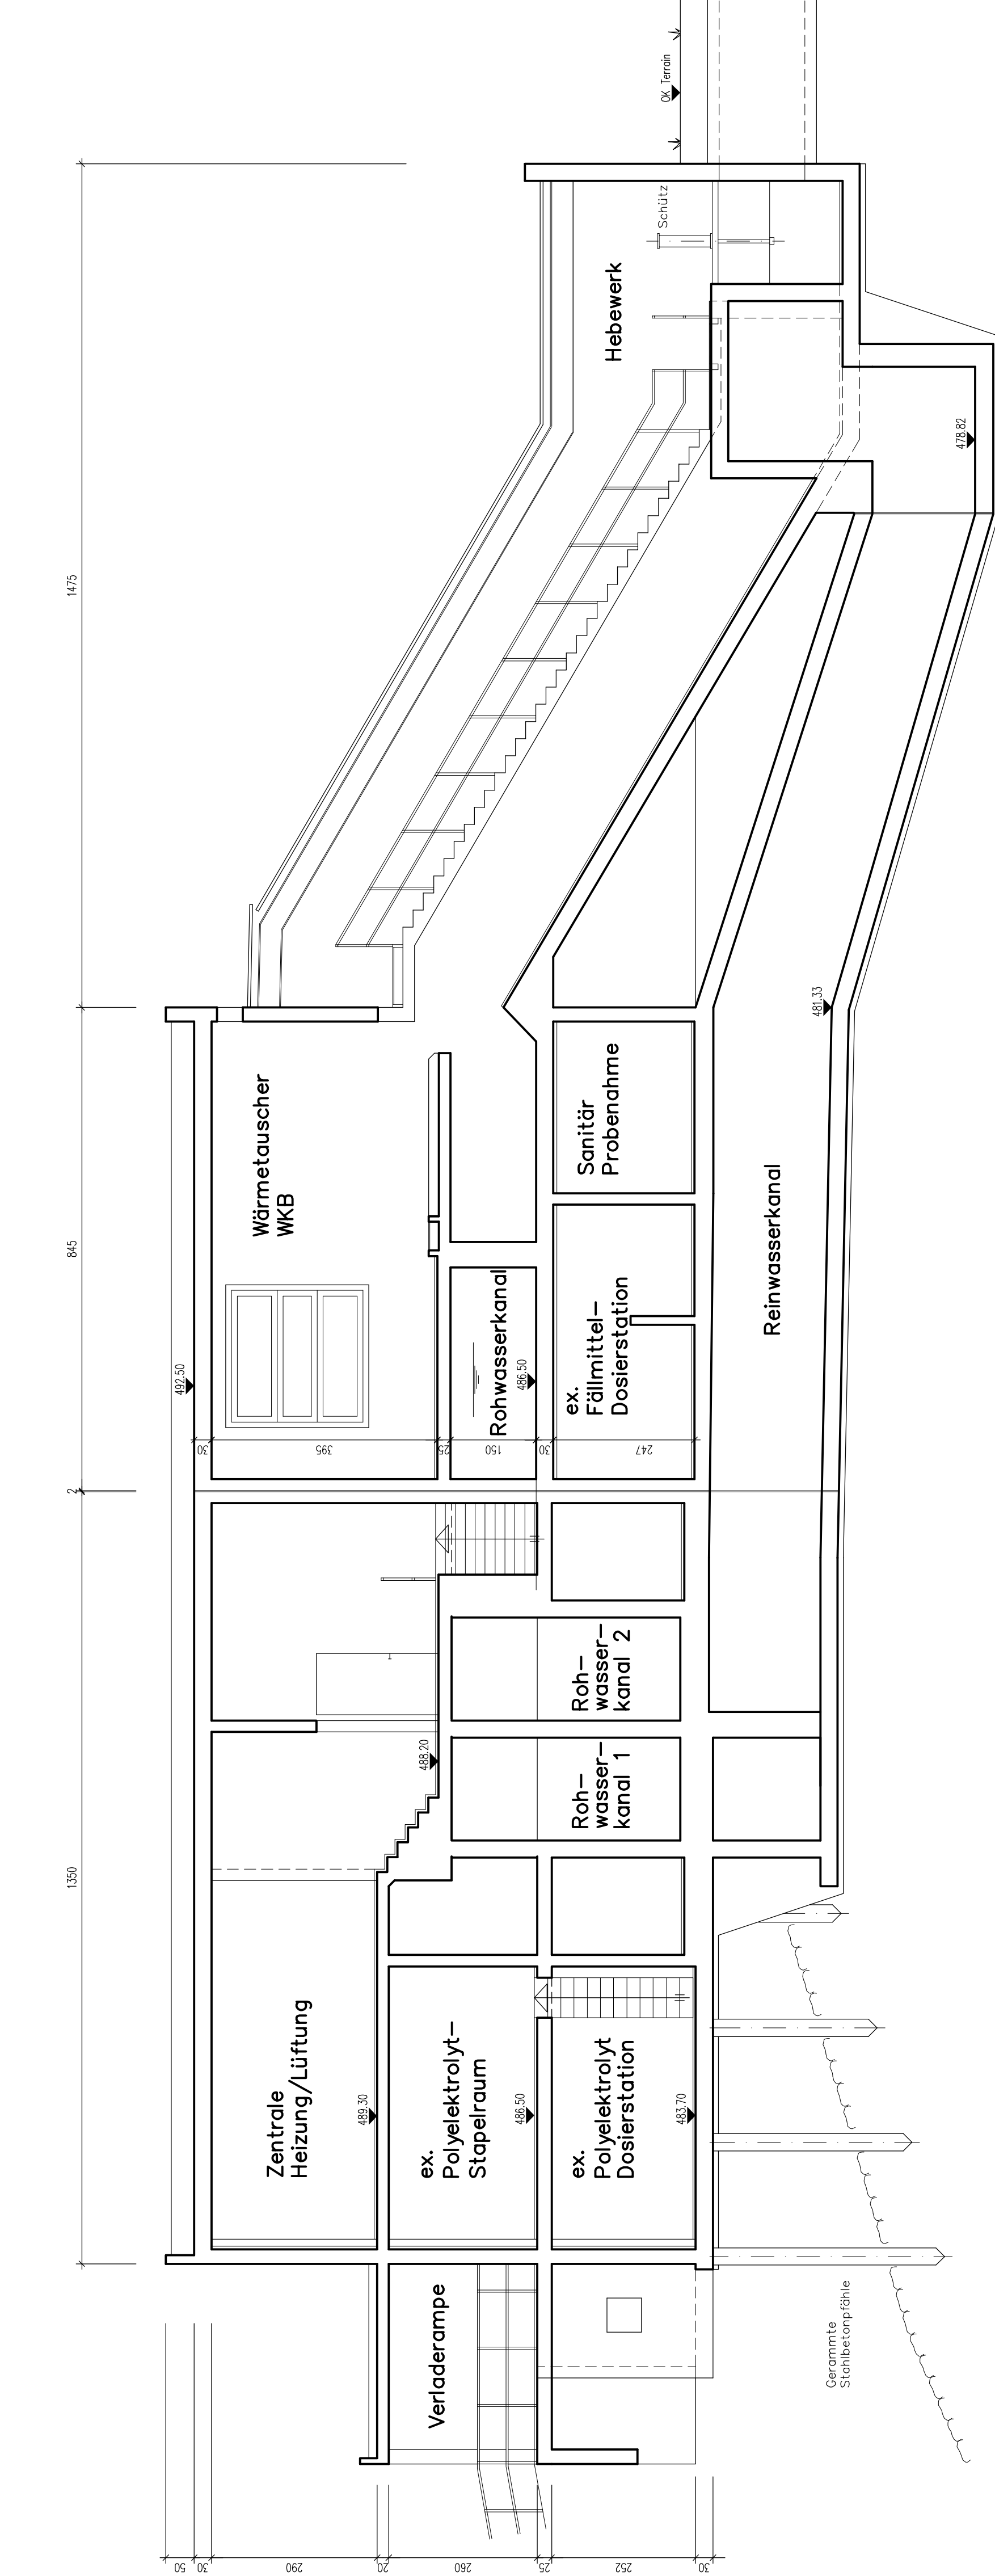 1350
2
845
1475
50
30
290
20
260
25
252
30
Verladerampe
Zentrale
Heizung/Lüftung
489.30
ex.
Polyelektrolyt-
Stapelraum
486.50
ex.
Polyelektrolyt
Dosierstation
483.70
Gerammte
Stahlbetonpfähle
488.20
Roh-
wasser-
kanal 1
Roh-
wasser-
kanal 2
492.50
30
395
25
150
30
247
Wärmetauscher
WKB
Rohwasserkanal
486.50
ex.
Fällmittel-
Dosierstation
Sanitär
Probenahme
Reinwasserkanal
481.33
Hebewerk
Schütz
OK Terrain
478.82